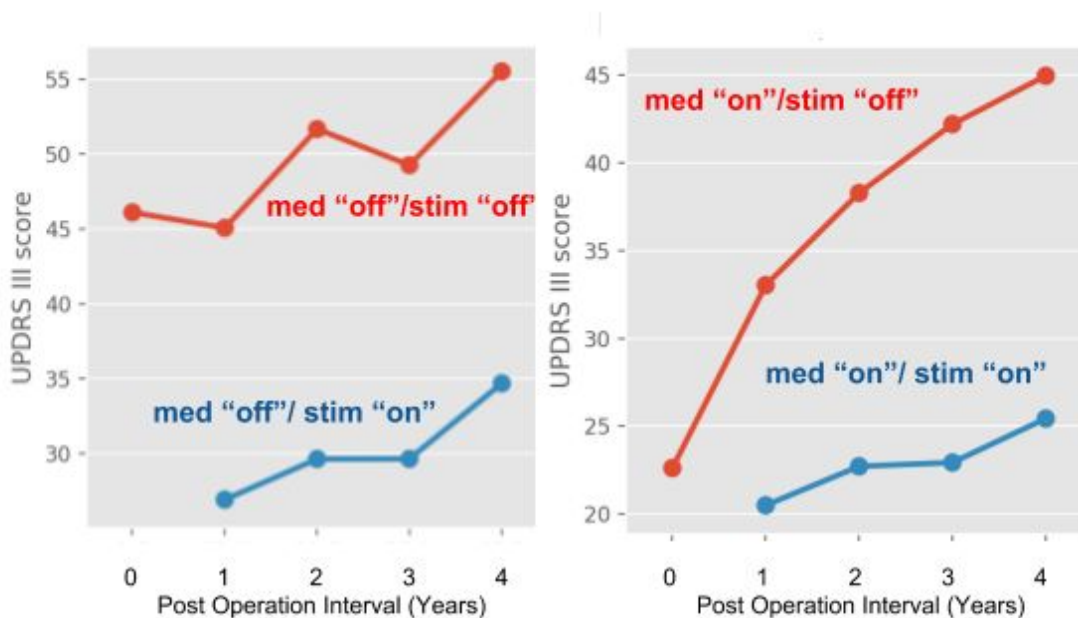 UPDRS III score
55
50
45
40
35
30
med “off”/stim “off’
med “off”/ stim “on”
0 1 2 3 4
Post Operation Interval (Years)
UPDRS III score
45
40
35
30
25
20
med “on”/stim “off”
med “on”/ stim “on”
0 1 2 3 4
Post Operation Interval (Years)